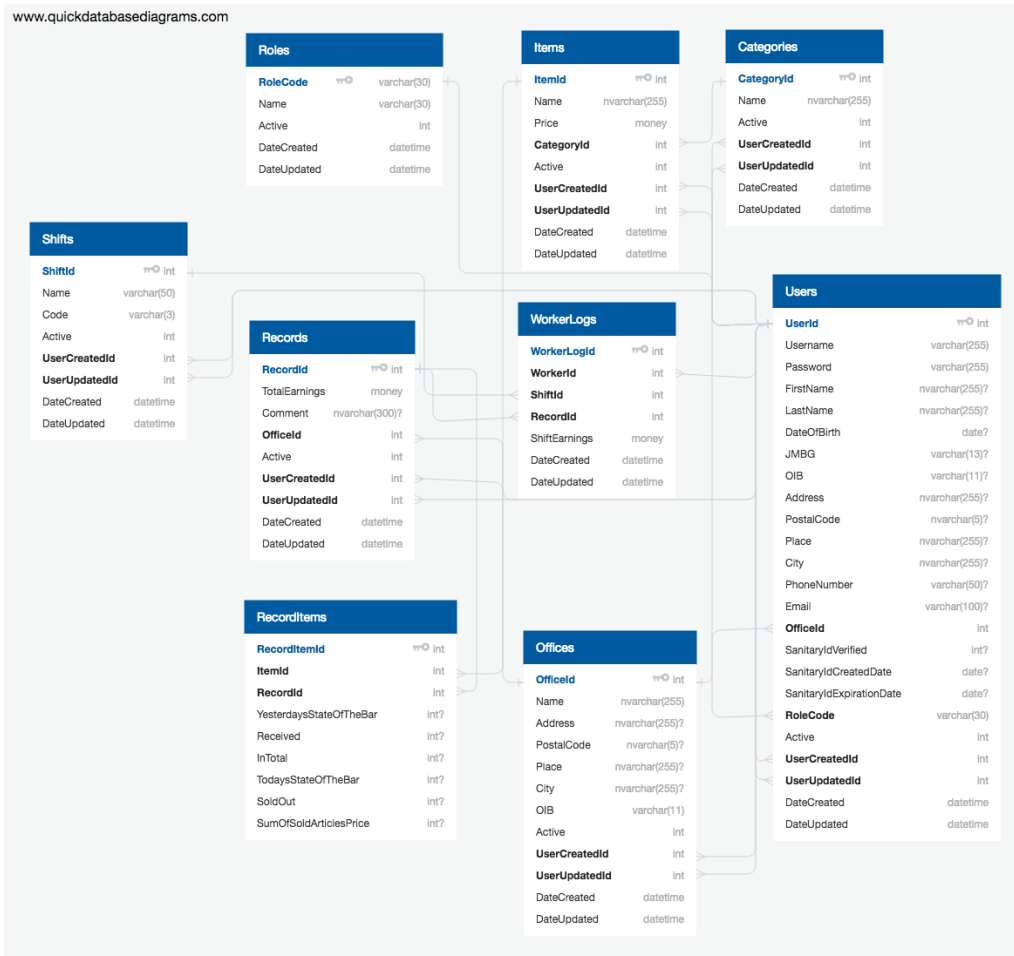 www.quickdatabasediagrams.com
Roles
RoleCode varchar(30)
Name varchar(30)
Active int
DateCreated datetime
DateUpdated datetime
Items
ItemId int
Name nvarchar(255)
Price money
CategoryId int
Active int
UserCreatedId int
UserUpdatedId int
DateCreated datetime
DateUpdated datetime
Categories
CategoryId int
Name nvarchar(255)
Active int
UserCreatedId int
UserUpdatedId int
DateCreated datetime
DateUpdated datetime
Shifts
ShiftId int
Name varchar(50)
Code varchar(3)
Active int
UserCreatedId int
UserUpdatedId int
DateCreated datetime
DateUpdated datetime
Records
RecordId int
TotalEarnings money
Comment nvarchar(300)?
OfficeId int
Active int
UserCreatedId int
UserUpdatedId int
DateCreated datetime
DateUpdated datetime
WorkerLogs
WorkerLogId int
WorkerId int
ShiftId int
RecordId int
ShiftEarnings money
DateCreated datetime
DateUpdated datetime
Users
UserId int
Username varchar(255)
Password varchar(255)
FirstName nvarchar(255)?
LastName nvarchar(255)?
DateOfBirth date?
JMBG varchar(13)?
OIB varchar(11)?
Address nvarchar(255)?
PostalCode nvarchar(5)?
Place nvarchar(255)?
City nvarchar(255)?
PhoneNumber varchar(50)?
Email varchar(100)?
OfficeId int
SanitaryIdVerified int?
SanitaryIdCreatedDate date?
SanitaryIdExpirationDate date?
RoleCode varchar(30)
Active int
UserCreatedId int
UserUpdatedId int
DateCreated datetime
DateUpdated datetime
RecordItems
RecordItemId int
ItemId int
RecordId int
YesterdaysStateOfTheBar int?
Received int?
InTotal int?
TodaysStateOfTheBar int?
SoldOut int?
SumOfSoldArticlesPrice int?
Offices
OfficeId int
Name nvarchar(255)
Address nvarchar(255)?
PostalCode nvarchar(5)?
Place nvarchar(255)?
City nvarchar(255)?
OIB varchar(11)
Active int
UserCreatedId int
UserUpdatedId int
DateCreated datetime
DateUpdated datetime